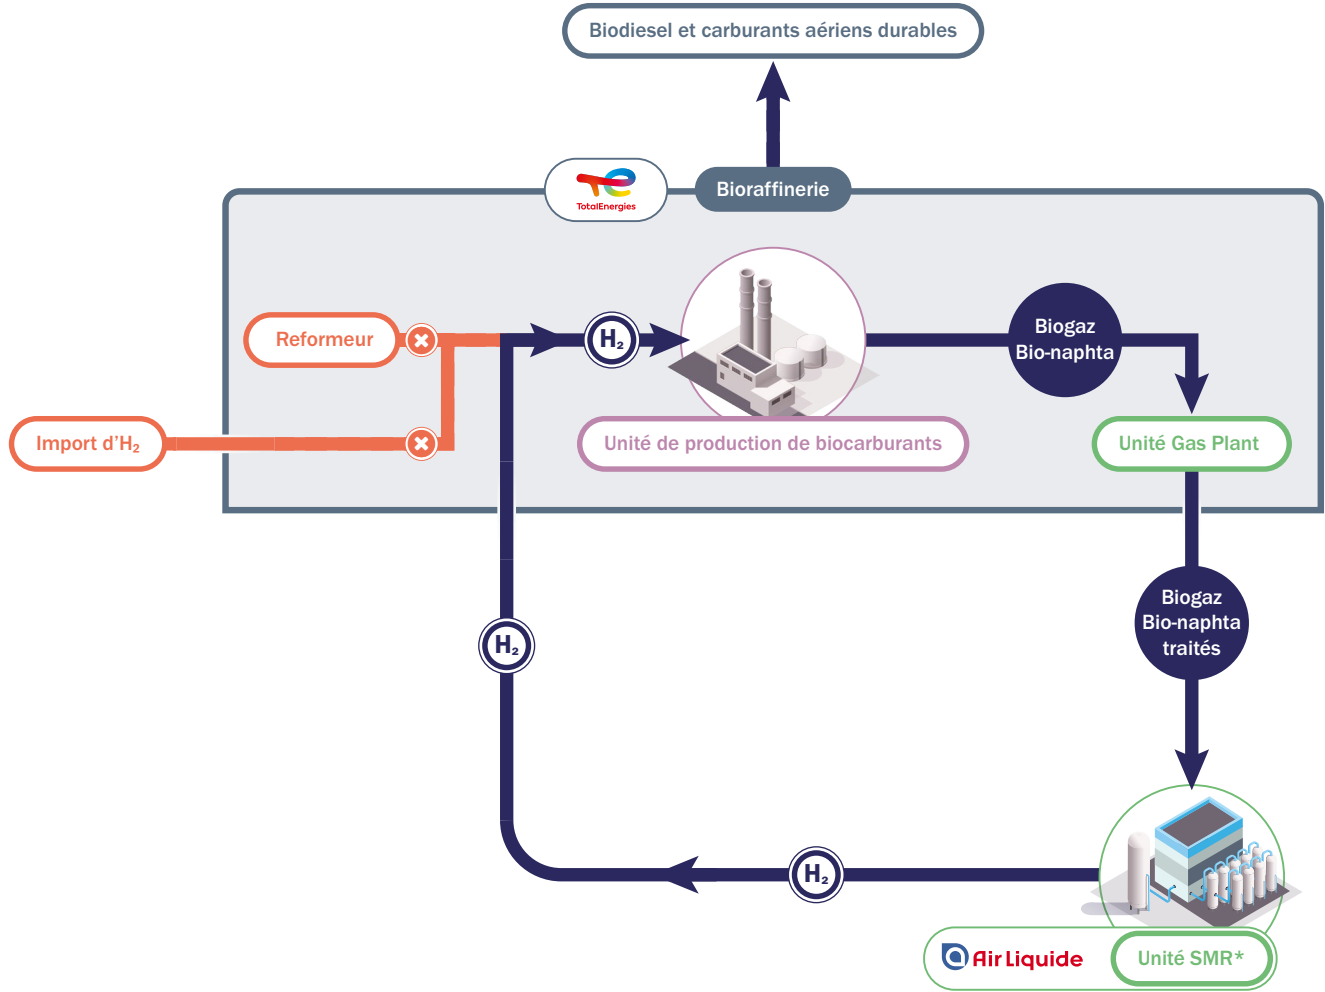 Biodiesel et carburants aériens durables
TotalEnergies
Bioraffinerie
Reformeur
H₂
Biogaz
Bio-naphta
Import d’H₂
Unité de production de biocarburants
Unité Gas Plant
Biogaz
Bio-naphta
traités
H₂
H₂
Air Liquide
Unité SMR*